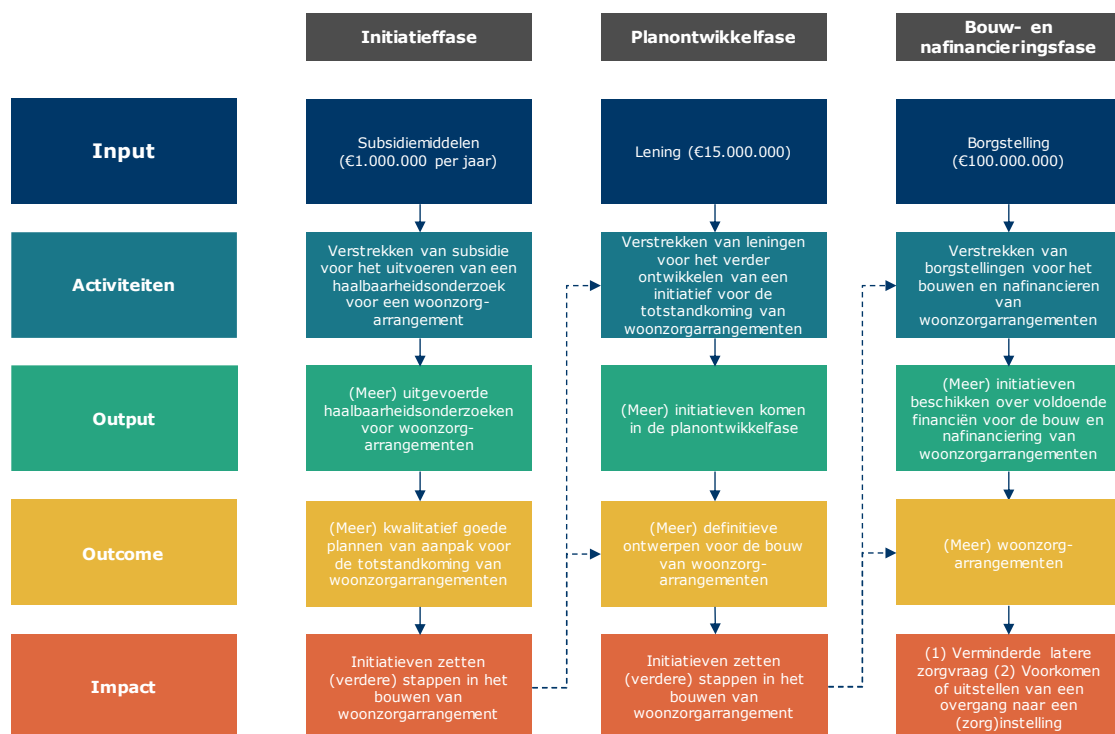 Initiatieffase
Planontwikkelfase
Bouw- en
nafinancieringsfase
Input
Subsidiemiddelen
(€1.000.000 per jaar)
Lening (€15.000.000)
Borgstelling
(€100.000.000)
Activiteiten
Verstrekken van subsidie
voor het uitvoeren van een
haalbaarheidsonderzoek
voor een woonzorg-
arrangement
Verstrekken van leningen
voor het verder
ontwikkelen van een
initiatief voor de
totstandkoming van
woonzorgarrangementen
Verstrekken van
borgstellingen voor het
bouwen en nafinancieren
van
woonzorgarrangementen
Output
(Meer) uitgevoerde
haalbaarheidsonderzoeken
voor woonzorg-
arrangementen
(Meer) initiatieven komen
in de planontwikkelfase
(Meer) initiatieven
beschikken over voldoende
financiën voor de bouw en
nafinanciering van
woonzorgarrangementen
Outcome
(Meer) kwalitatief goede
plannen van aanpak voor
de totstandkoming van
woonzorgarrangementen
(Meer) definitieve
ontwerpen voor de bouw
van woonzorg-
arrangementen
(Meer) woonzorg-
arrangementen
Impact
Initiatieven zetten
(verdere) stappen in het
bouwen van
woonzorgarrangement
Initiatieven zetten
(verdere) stappen in het
bouwen van
woonzorgarrangement
(1) Verminderde latere
zorgvraag (2) Voorkomen
of uitstellen van een
overgang naar een
(zorg)instelling